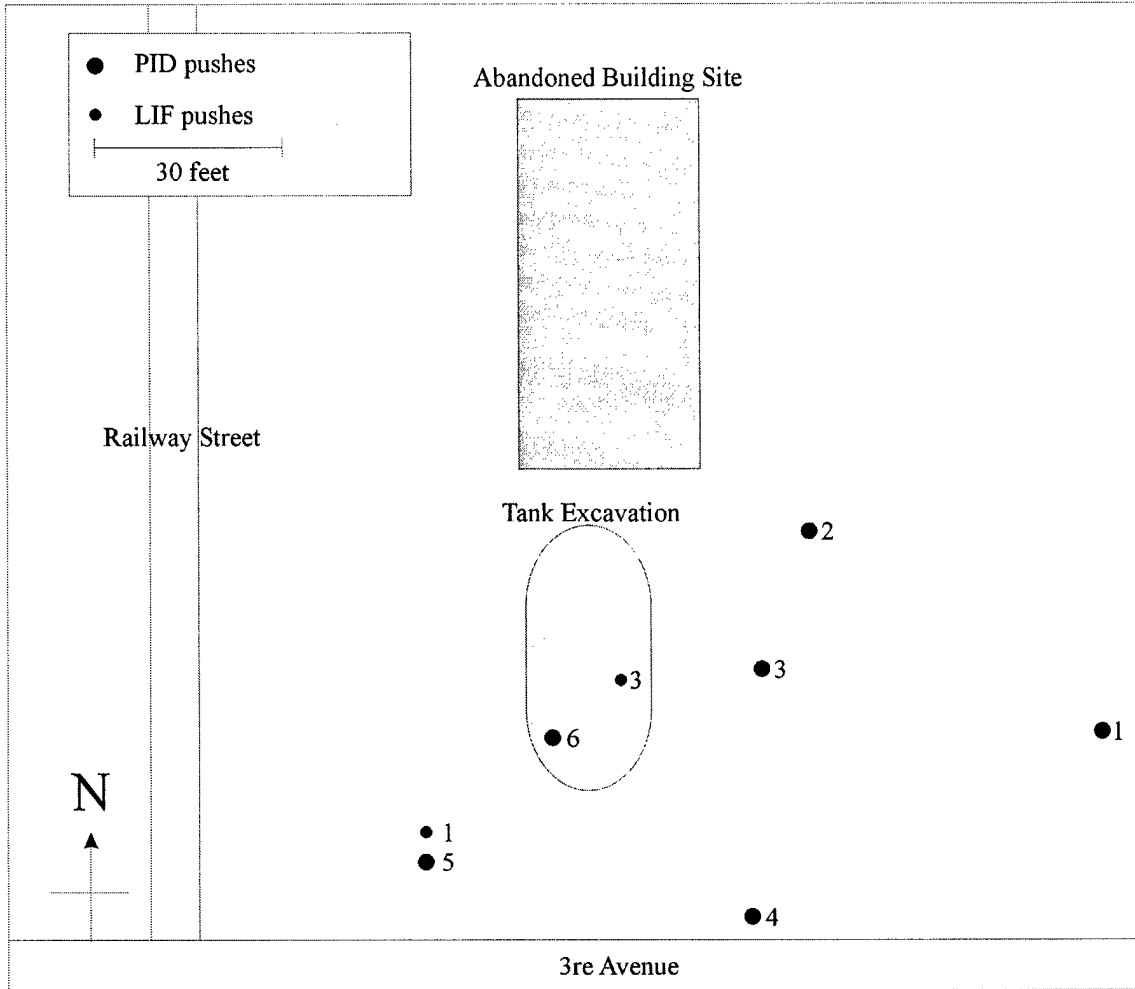 PID pushes
LIF pushes
30 feet
Abandoned Building Site
Railway Street
Tank Excavation
2
3
3
1
6
N
1
5
4
3re Avenue